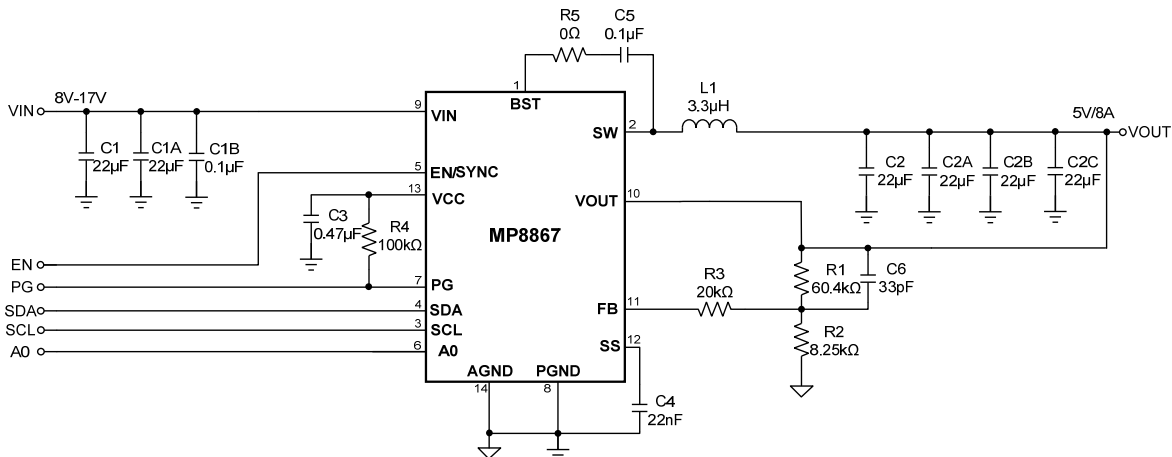 R5
0Ω
C5
0.1µF
1
BST
8V-17V
VIN
9
VIN
L1
3.3µH
SW
2
5V/8A
VOUT
C1
22µF
C1A
22µF
C1B
0.1µF
C2
22µF
C2A
22µF
C2B
22µF
C2C
22µF
5
EN/SYNC
13
VCC
VOUT
10
C3
0.47µF
R4
100kΩ
MP8867
EN
PG
7
PG
R3
20kΩ
R1
60.4kΩ
C6
33pF
SDA
4
SDA
FB
11
SCL
3
SCL
R2
8.25kΩ
A0
6
A0
SS
12
AGND
PGND
14
8
C4
22nF